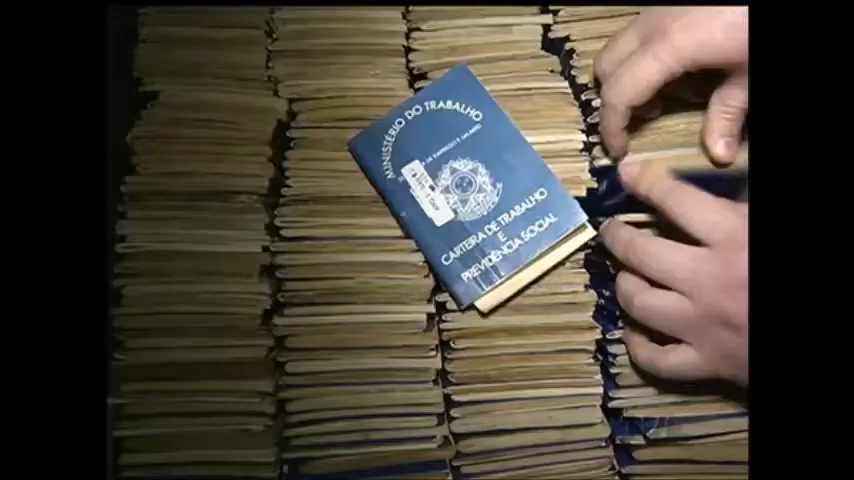 MINISTÉRIO DO TRABALHO
CARTEIRA DE TRABALHO
E
PREVIDÊNCIA SOCIAL